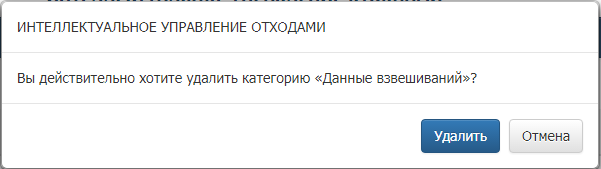 ИНТЕЛЛЕКТУАЛЬНОЕ УПРАВЛЕНИЕ ОТХОДАМИ
Вы действительно хотите удалить категорию «Данные взвешиваний»?
Удалить Отмена